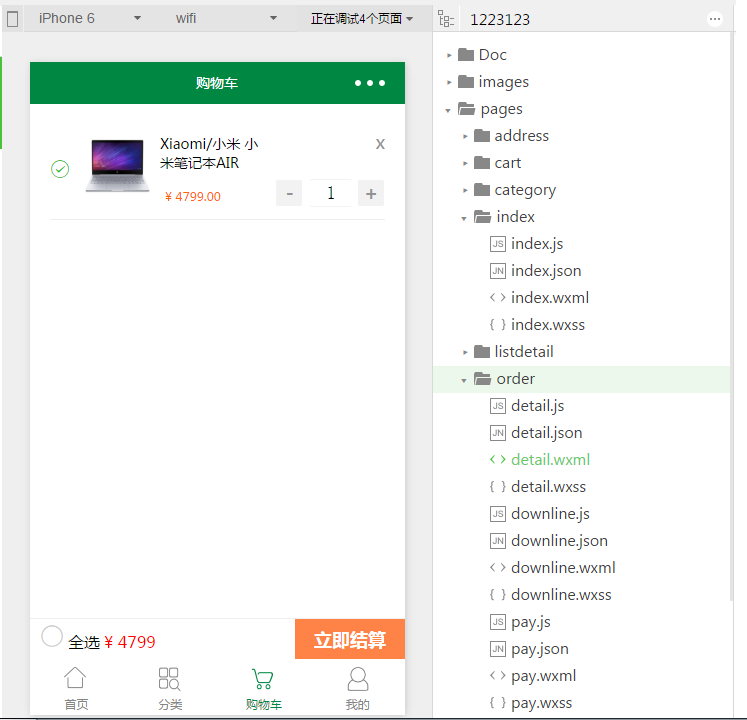 iPhone 6 wifi 正在调试4个页面
购物车
Xiaomi/小米 小
米笔记本AIR
x
¥ 4799.00
- 1 +
全选 ¥ 4799
立即结算
首页 分类 购物车 我的
1223123
Doc
images
pages
address
cart
category
index
JS index.js
JN index.json
< > index.wxml
{ } index.wxss
listdetail
order
JS detail.js
JN detail.json
< > detail.wxml
{ } detail.wxss
JS downline.js
JN downline.json
< > downline.wxml
{ } downline.wxss
JS pay.js
JN pay.json
< > pay.wxml
{ } pay.wxss